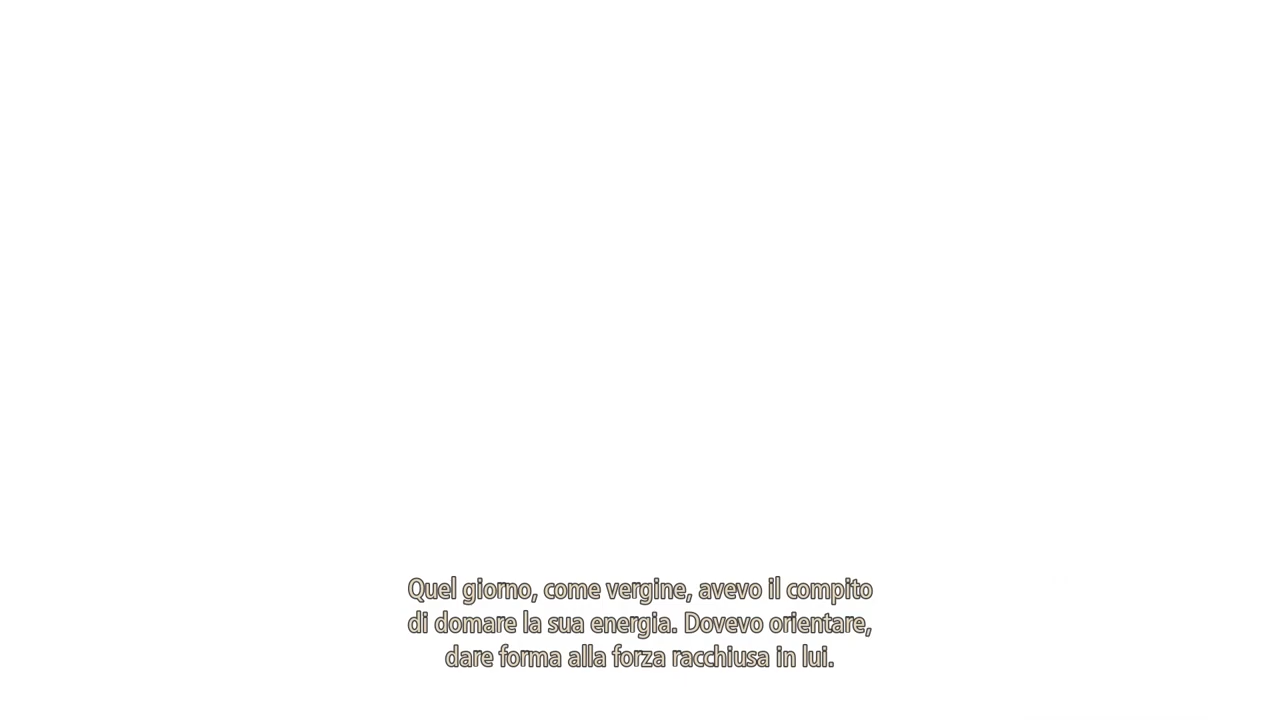 Quel giorno, come vergine, avevo il compito
di domare la sua energia. Dovevo orientare,
dare forma alla forza racchiusa in lui.